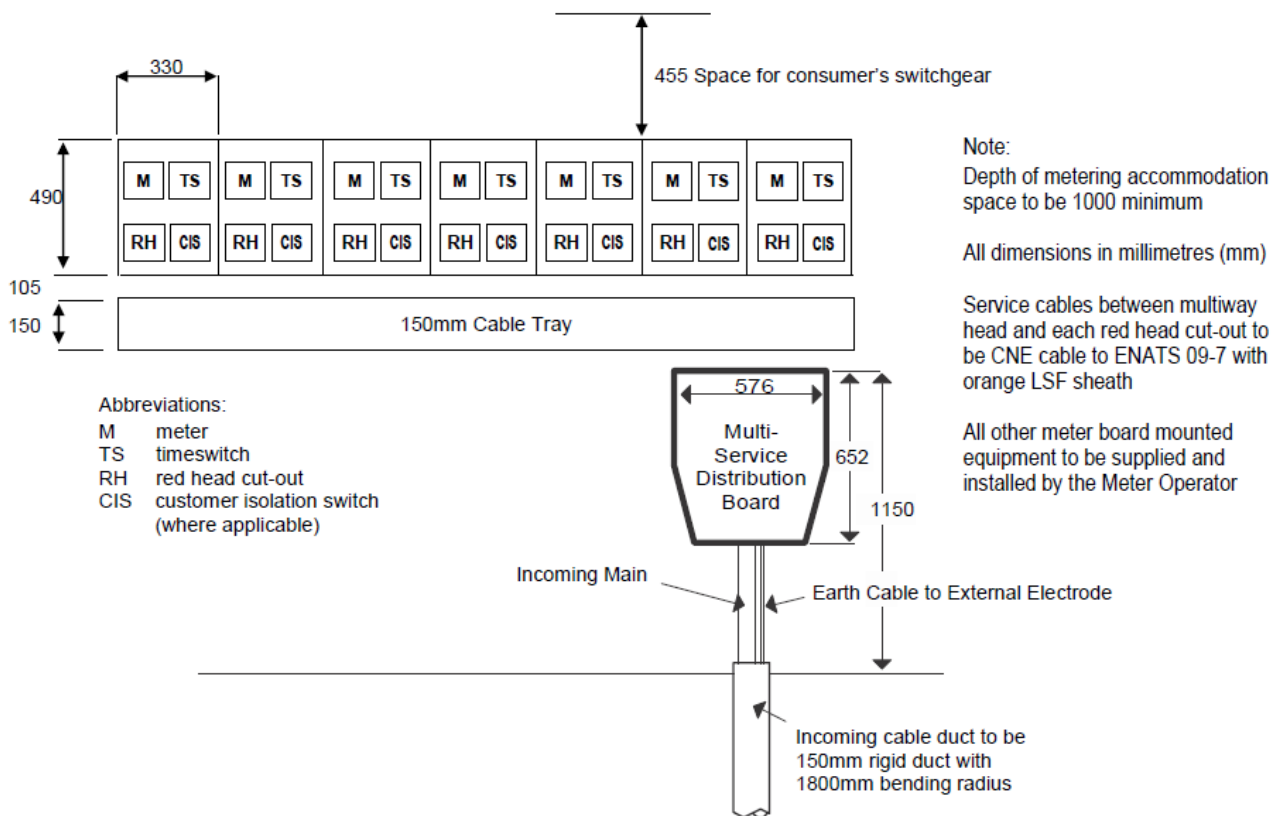 330
455 Space for consumer's switchgear
490
M TS M TS M TS M TS M TS M TS M TS
RH CIS RH CIS RH CIS RH CIS RH CIS RH CIS RH CIS
105
150
150mm Cable Tray
Note:
Depth of metering accommodation
space to be 1000 minimum
All dimensions in millimetres (mm)
Service cables between multiway
head and each red head cut-out to
be CNE cable to ENATS 09-7 with
orange LSF sheath
All other meter board mounted
equipment to be supplied and
installed by the Meter Operator
Abbreviations:
M meter
TS timeswitch
RH red head cut-out
CIS customer isolation switch
(where applicable)
576
Multi-
Service
Distribution
Board
652
1150
Incoming Main
Earth Cable to External Electrode
Incoming cable duct to be
150mm rigid duct with
1800mm bending radius